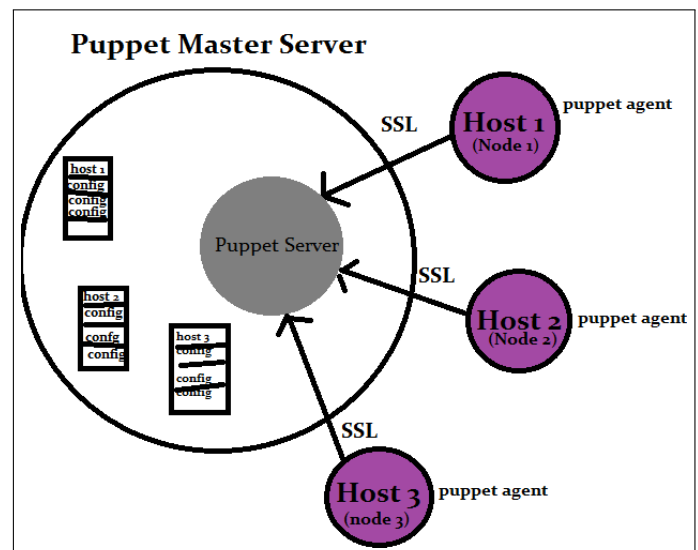 Puppet Master Server
host 1
config
config
config
Puppet Server
host 2
config
confg
config
host 3
config
config
config
SSL
Host 1
(Node 1)
puppet agent
SSL
Host 2
(Node 2)
puppet agent
SSL
Host 3
(node 3)
puppet agent